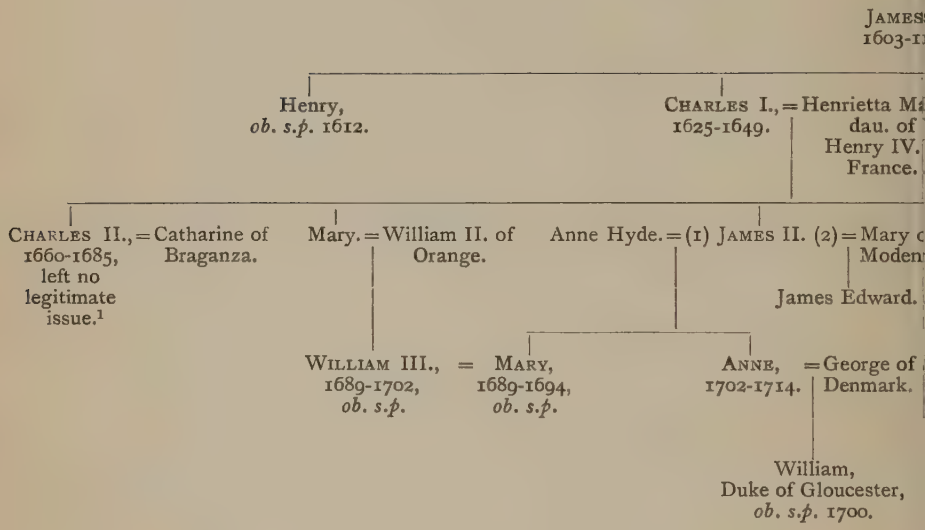 JAMES
1603-1
Henry,
ob. s.p. 1612.
CHARLES I., = Henrietta Ma
1625-1649.
dau. of
Henry IV.
France.
CHARLES II., = Catharine of
1660-1685, Braganza.
left no
legitimate
issue.¹
Mary. = William II. of
Orange.
Anne Hyde. = (1) JAMES II. (2) = Mary o
Moden
James Edward.
WILLIAM III., = MARY,
1689-1702, 1689-1694,
ob. s.p. ob. s.p.
ANNE, = George of
1702-1714. Denmark.
William,
Duke of Gloucester,
ob. s.p. 1700.